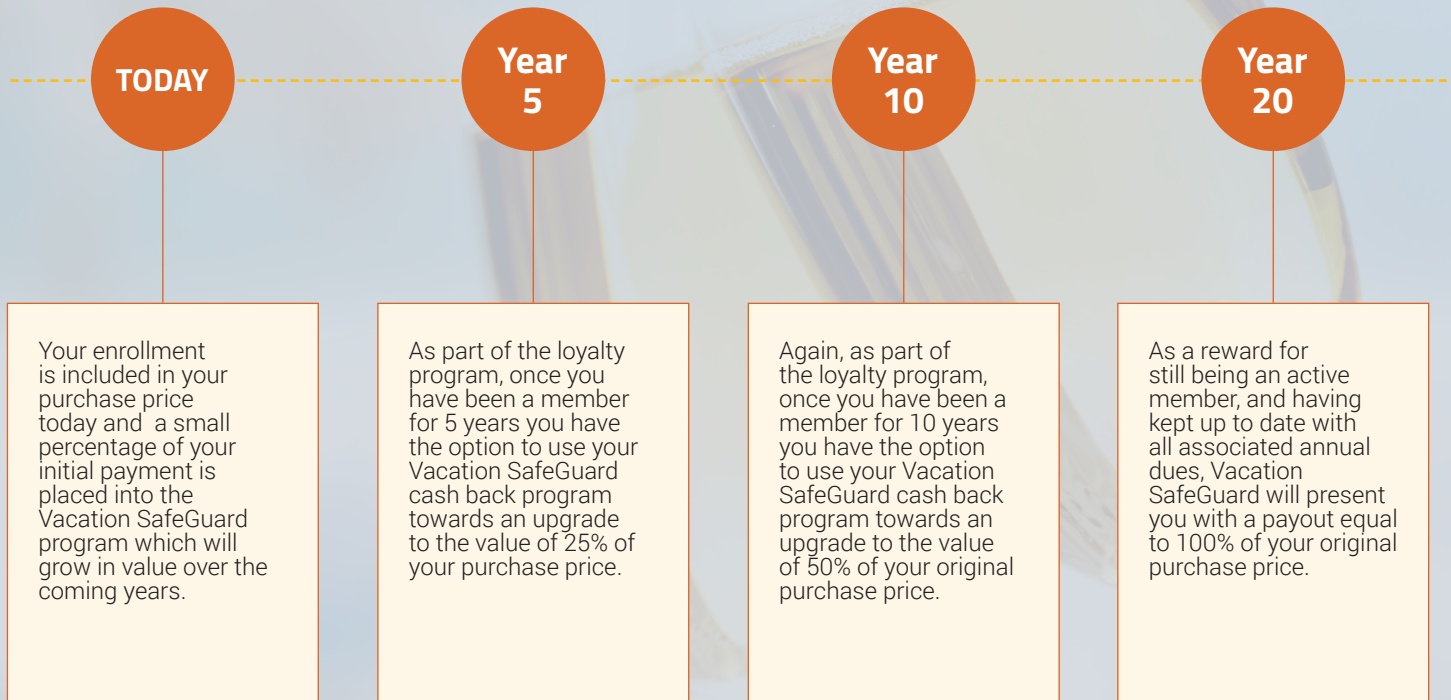 TODAY
Your enrollment
is included in your
purchase price
today and  a small
percentage of your
initial payment is
placed into the
Vacation SafeGuard
program which will
grow in value over the
coming years.
Year
5
As part of the loyalty
program, once you
have been a member
for 5 years you have
the option to use your
Vacation SafeGuard
cash back program
towards an upgrade
to the value of 25% of
your purchase price.
Year
10
Again, as part of
the loyalty program,
once you have been a
member for 10 years
you have the option
to use your Vacation
SafeGuard cash back
program towards an
upgrade to the value
of 50% of your original
purchase price.
Year
20
As a reward for
still being an active
member, and having
kept up to date with
all associated annual
dues, Vacation
SafeGuard will present
you with a payout equal
to 100% of your original
purchase price.